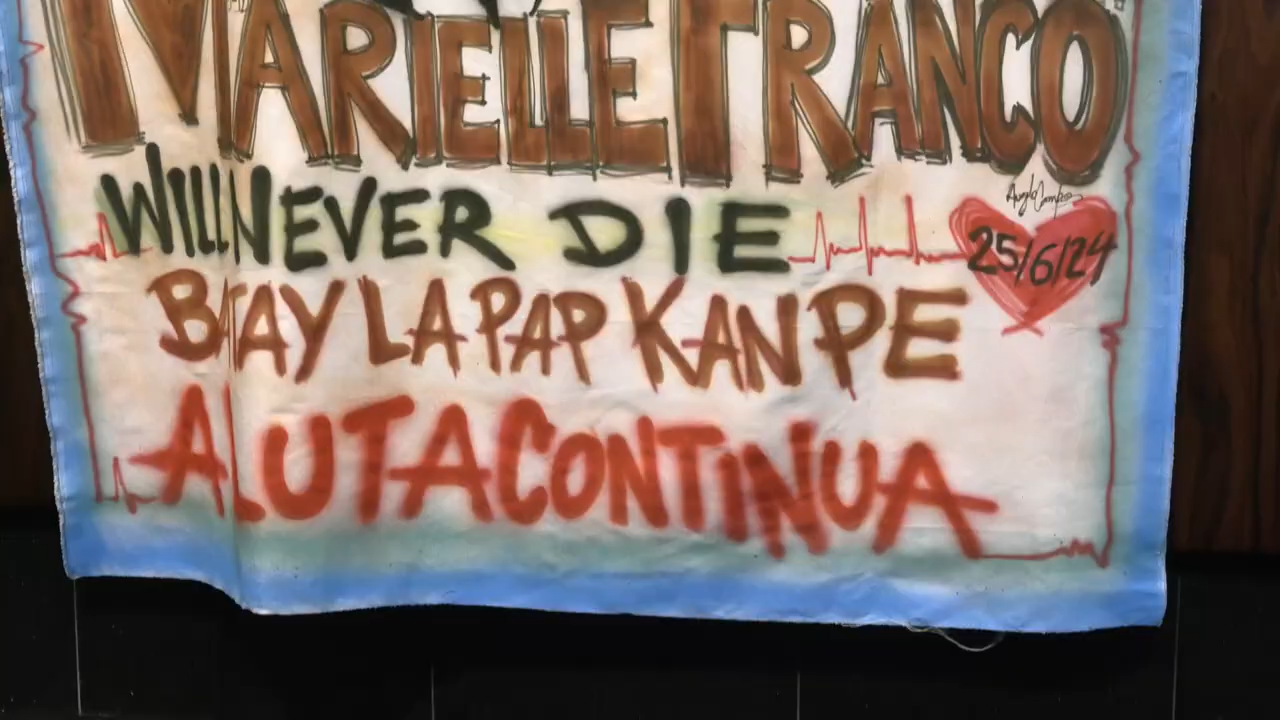 MARIELLE FRANCO
WILL NEVER DIE
25/6/24
BATAY LA PAP KANPE
A LUTA CONTINUA